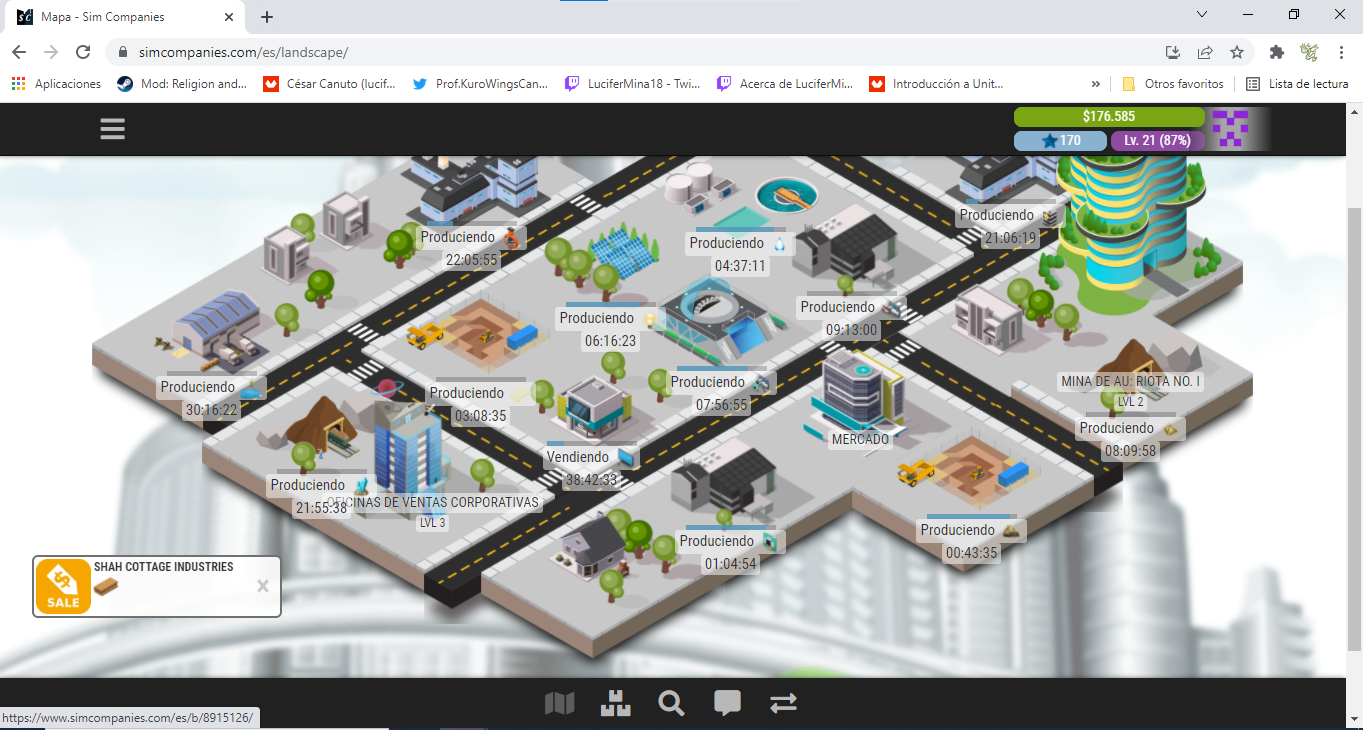 Mapa - Sim Companies
simcompanies.com/es/landscape/
Aplicaciones
Mod: Religion and...
César Canuto (lucif...
Prof.KuroWingsCan...
LuciferMina18 - Twi...
Acerca de LuciferMi...
Introducción a Unit...
»
Otros favoritos
Lista de lectura
$176.585
170
Lv. 21 (87%)
Produciendo
22:05:55
Produciendo
04:37:11
Produciendo
21:06:19
Produciendo
06:16:23
Produciendo
09:13:00
Produciendo
30:16:22
Produciendo
03:08:35
Produciendo
07:56:55
MINA DE AU: RIOTA NO. I
LVL 2
Produciendo
08:09:58
MERCADO
Vendiendo
38:42:33
Produciendo
21:55:38
OFICINAS DE VENTAS CORPORATIVAS
LVL 3
Produciendo
01:04:54
Produciendo
00:43:35
SALE
SHAH COTTAGE INDUSTRIES
https://www.simcompanies.com/es/b/8915126/